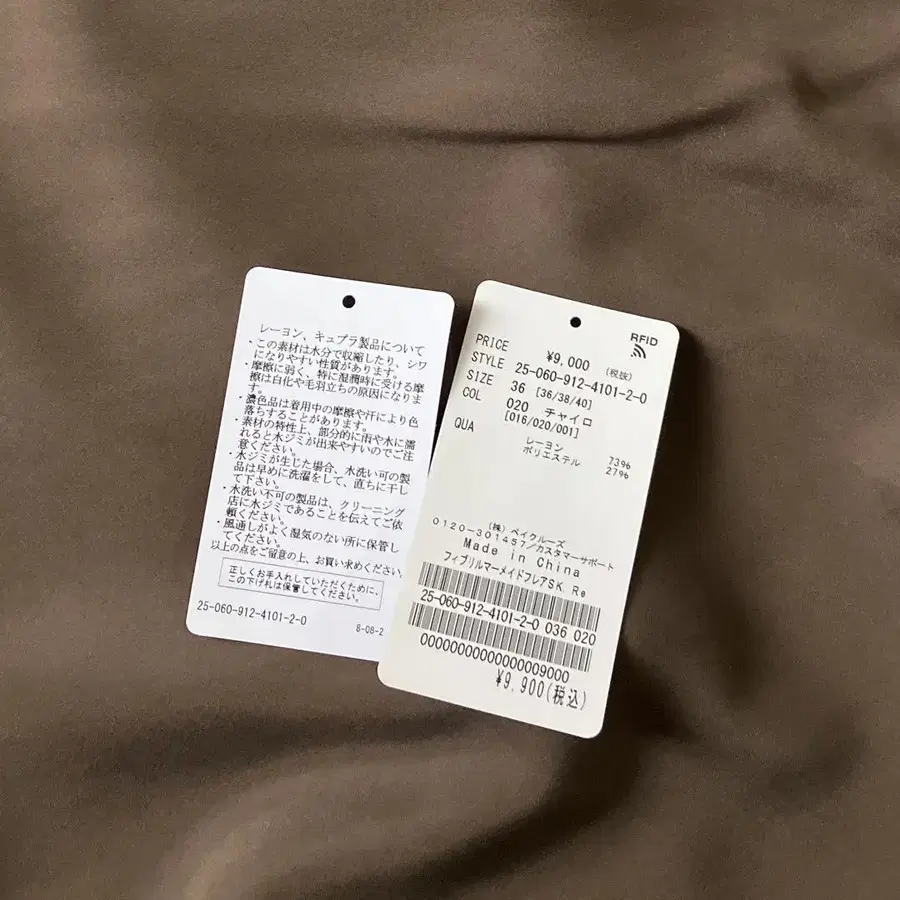 レーヨン、キュプラ製品について
・この素材は水分で収縮したり、シワ
になりやすい性質があります。
・摩擦に弱く、特に湿潤時に受ける摩
擦は白化や毛羽立ちの原因になりま
す。
・濃色品は着用中の摩擦や汗により色
落ちすることがあります。
・素材の特性上、部分的に雨や水に濡
れると水ジミが出来やすいのでご注
意ください。
・水ジミが生じた場合、水洗い可の製
品は早めに洗濯をして、直ちに干し
て下さい。
・水洗い不可の製品は、クリーニング
店に水ジミであることを伝えてご依
頼ください。
・風通しがよく湿気のない所に保管し
てください。
以上の点をご留意の上、お買い求めください。
正しくお手入れしていただくために、
この下げ札は保管してください。
25-060-912-4101-2-0 8-08-2
RFID
PRICE ¥9,000 (税抜)
STYLE 25-060-912-4101-2-0
SIZE 36 [36/38/40]
COL 020 チャイロ
[016/020/001]
QUA レーヨン 73%
ポリエステル 27%
(株)ベイクルーズ
0120-301457/カスタマーサポート
Made in China
フィブリルマーメイドフレアSK Re
25-060-912-4101-2-0 036 020
0000000000000000009000
¥9,900(税込)